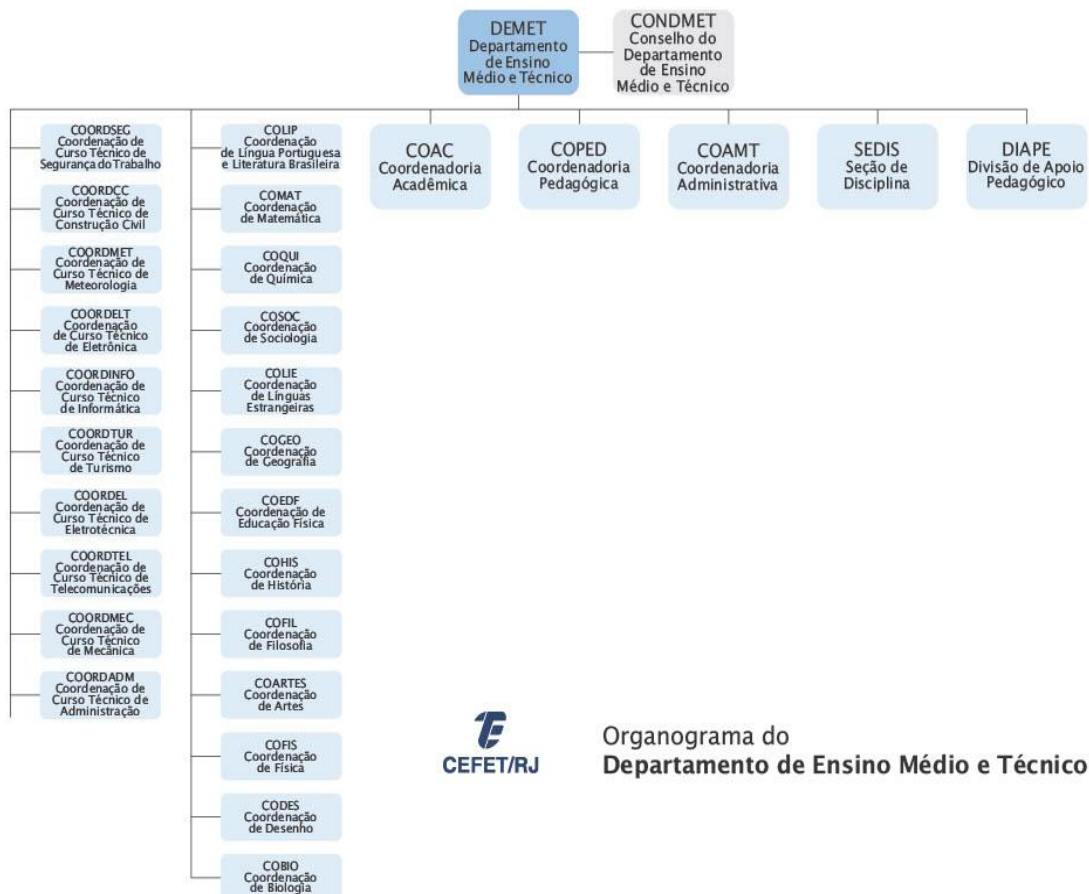 DEMET
Departamento
de Ensino
Médio e Técnico
CONDMET
Conselho do
Departamento
de Ensino
Médio e Técnico
COORDSEG
Coordenação de
Curso Técnico de
Segurança do Trabalho
COORDCC
Coordenação de
Curso Técnico de
Construção Civil
COORDMET
Coordenação de
Curso Técnico de
Meteorologia
COORDELT
Coordenação
de Curso Técnico
de Eletrônica
COORDINFO
Coordenação de
Curso Técnico
de Informática
COORDTUR
Coordenação de
Curso Técnico
de Turismo
COORDEL
Coordenação de
Curso Técnico de
Eletrotécnica
COORDTEL
Coordenação de
Curso Técnico de
Telecomunicações
COORDMEC
Coordenação de
Curso Técnico
de Mecânica
COORDADM
Coordenação de
Curso Técnico de
Administração
COLIP
Coordenação
de Língua Portuguesa
e Literatura Brasileira
COMAT
Coordenação
de Matemática
COQUI
Coordenação
de Química
COSOC
Coordenação
de Sociologia
COLIE
Coordenação
de Línguas
Estrangeiras
COGEO
Coordenação
de Geografia
COEDF
Coordenação de
Educação Física
COHIS
Coordenação
de História
COFIL
Coordenação
de Filosofia
COARTES
Coordenação
de Artes
COFIS
Coordenação
de Física
CODES
Coordenação
de Desenho
COBIO
Coordenação
de Biologia
COAC
Coordenadoria
Acadêmica
COPED
Coordenadoria
Pedagógica
COAMT
Coordenadoria
Administrativa
SEDIS
Seção de
Disciplina
DIAPE
Divisão de Apoio
Pedagógico
CEFET/RJ
Organograma do
Departamento de Ensino Médio e Técnico